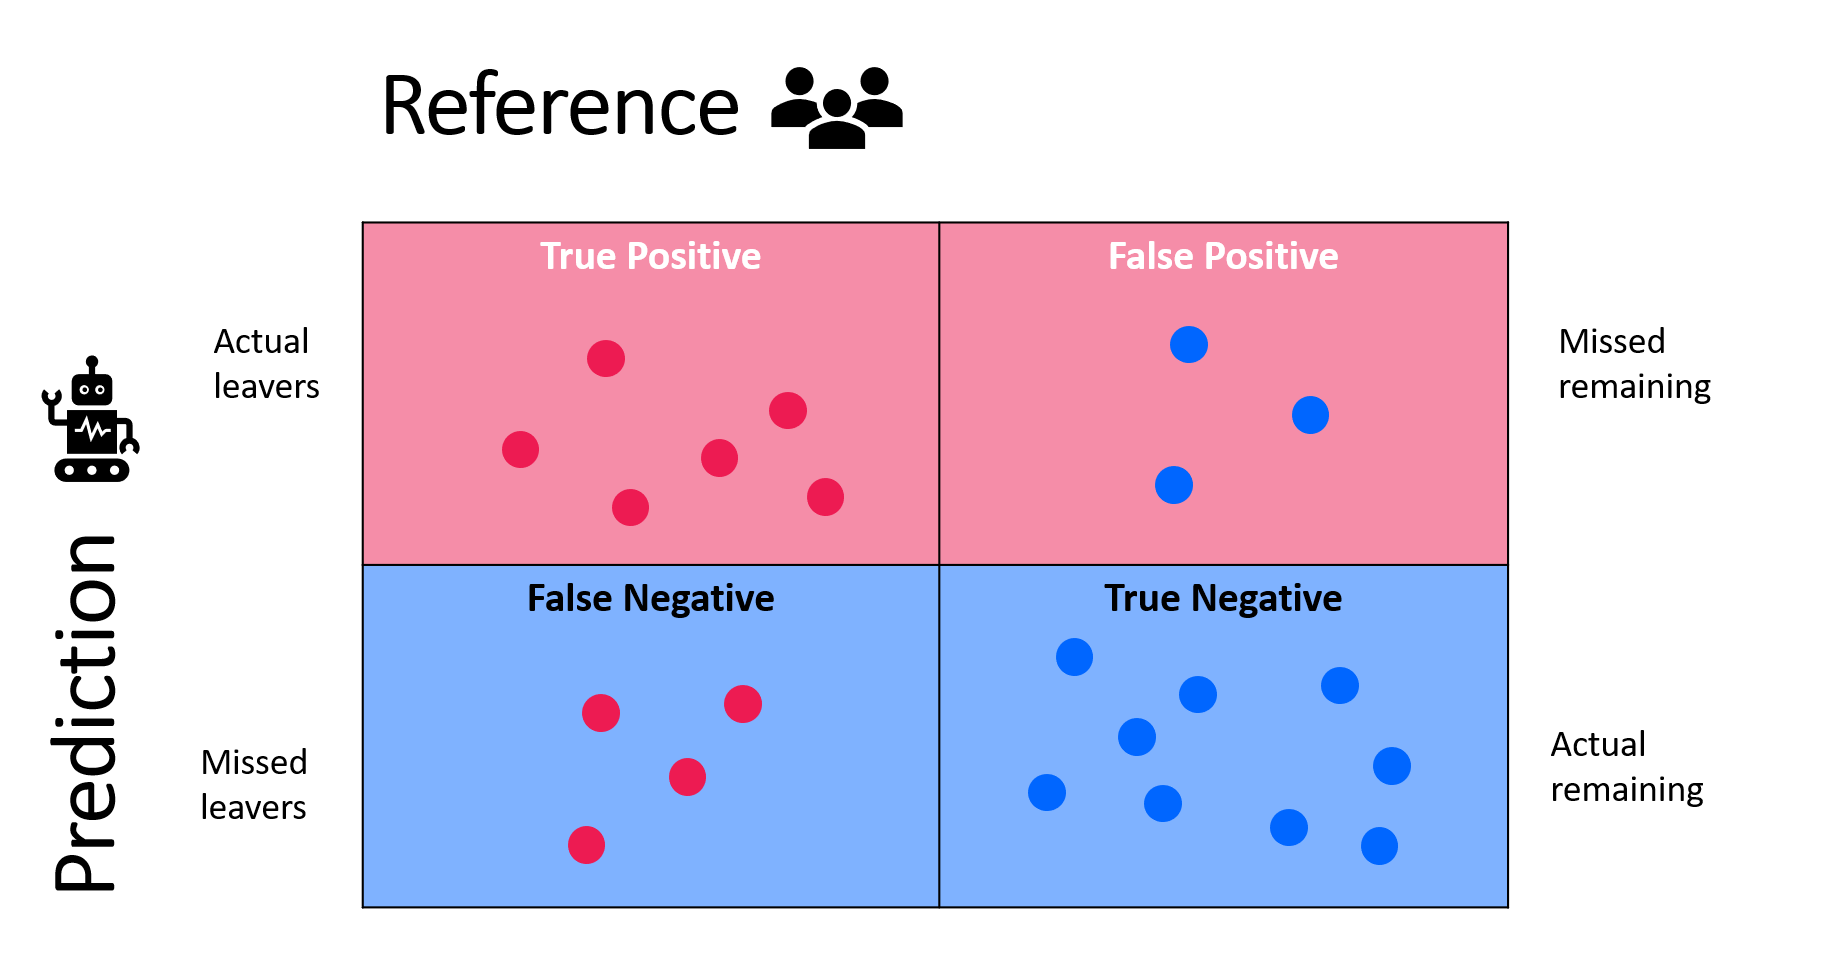 Reference
True Positive
False Positive
Actual
leavers
Missed
remaining
Prediction
False Negative
True Negative
Missed
leavers
Actual
remaining